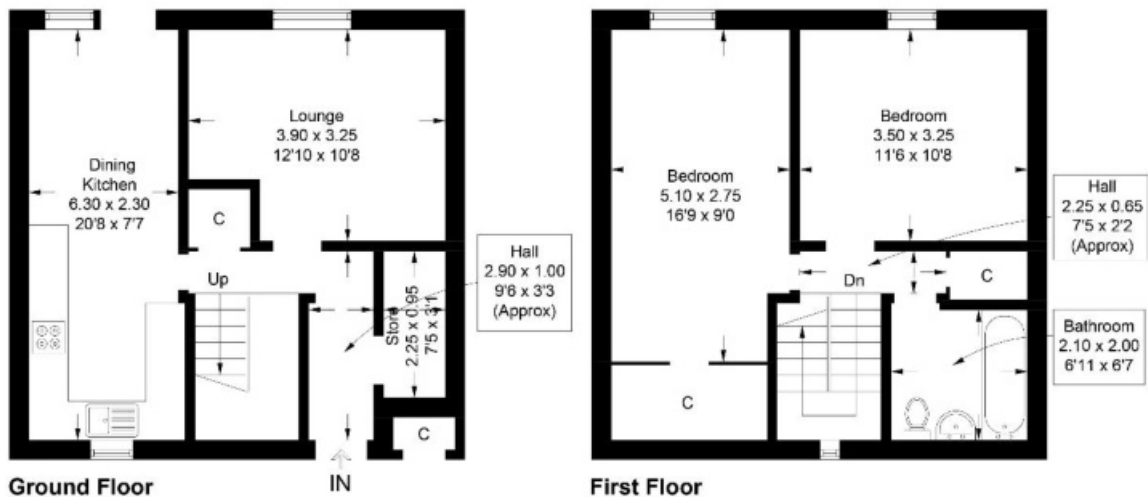 Dining
Kitchen
6.30 x 2.30
20'8 x 7'7
Lounge
3.90 x 3.25
12'10 x 10'8
C
Up
Hall
2.90 x 1.00
9'6 x 3'3
(Approx)
Store
2.25 x 0.95
7'5 x 3'1
C
IN
Ground Floor
Bedroom
5.10 x 2.75
16'9 x 9'0
Bedroom
3.50 x 3.25
11'6 x 10'8
Hall
2.25 x 0.65
7'5 x 2'2
(Approx)
Dn
C
Bathroom
2.10 x 2.00
6'11 x 6'7
C
First Floor